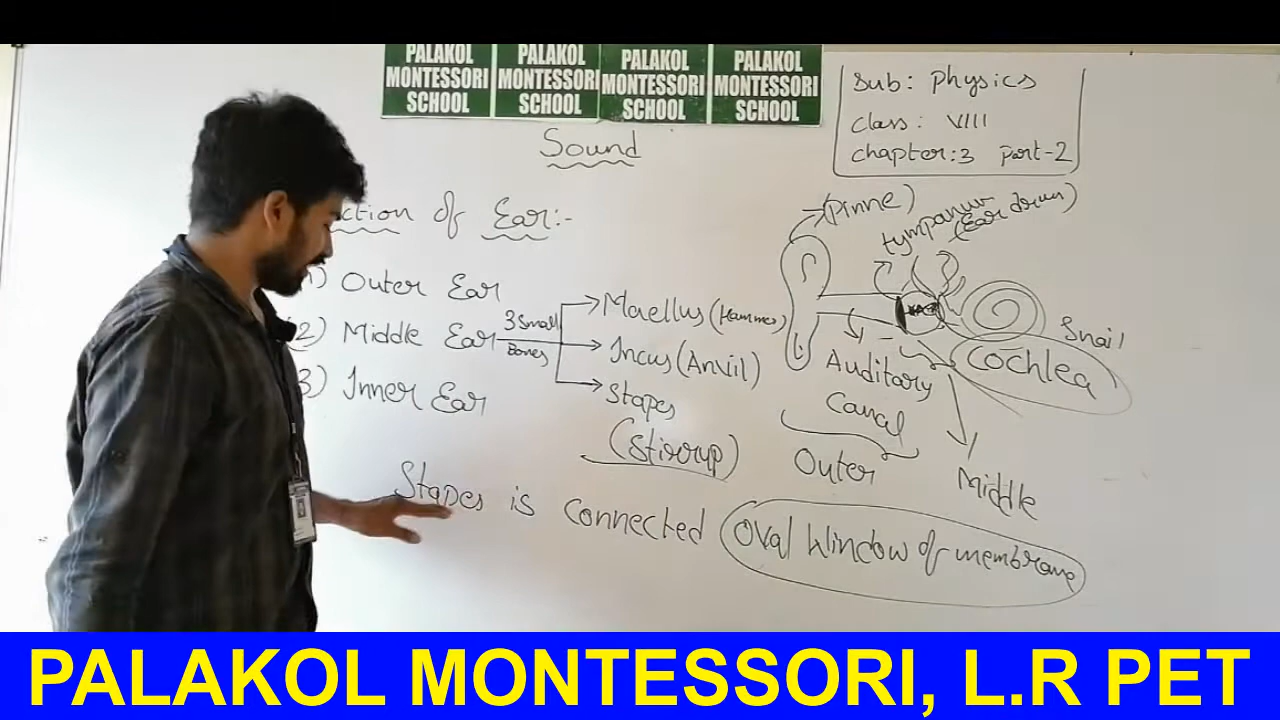 PALAKOL MONTESSORI SCHOOL
PALAKOL MONTESSORI SCHOOL
PALAKOL MONTESSORI SCHOOL
PALAKOL MONTESSORI SCHOOL
Sub: Physics
Class: VIII
Chapter:3 Part-2
Sound
ction of Ear:-
1) Outer Ear
(2) Middle Ear
3) Inner Ear
3 Small
Bones
Maellus (Hammer)
Incus (Anvil)
Stapes
(Stirrup)
(Pinne)
tympanum
(Ear drum)
Auditary
Canal
Outer
Snail
Cochlea
Middle
Stapes is connected Oval Window of membrane
PALAKOL MONTESSORI, L.R PET